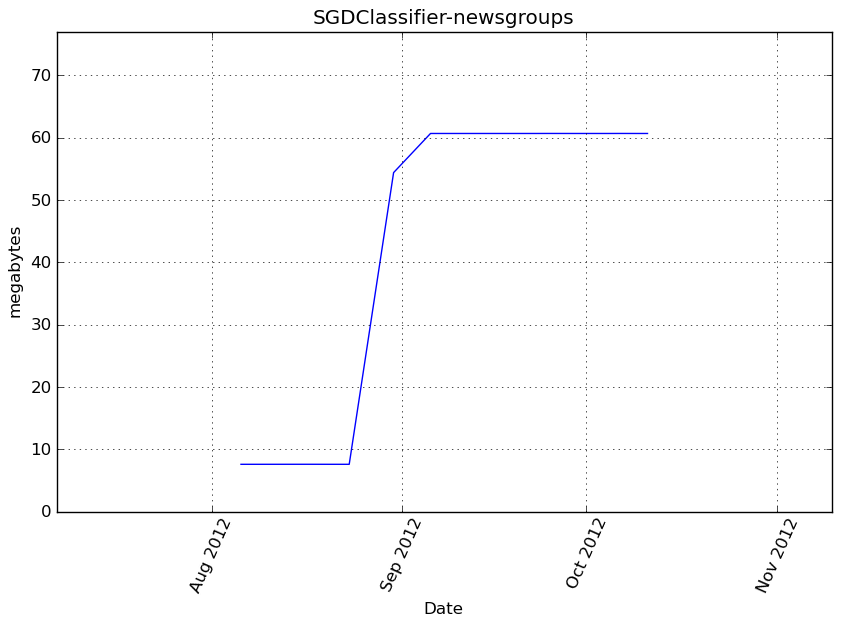 SGDClassifier-newsgroups
70
60
50
40
30
20
10
0
megabytes
Aug 2012
Sep 2012
Oct 2012
Nov 2012
Date